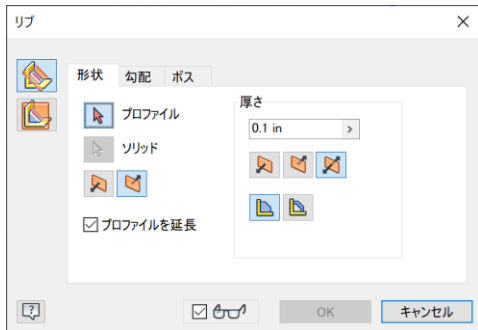 リブ
形状 勾配 ボス
プロファイル
ソリッド
プロファイルを延長
厚さ
0.1 in
OK キャンセル